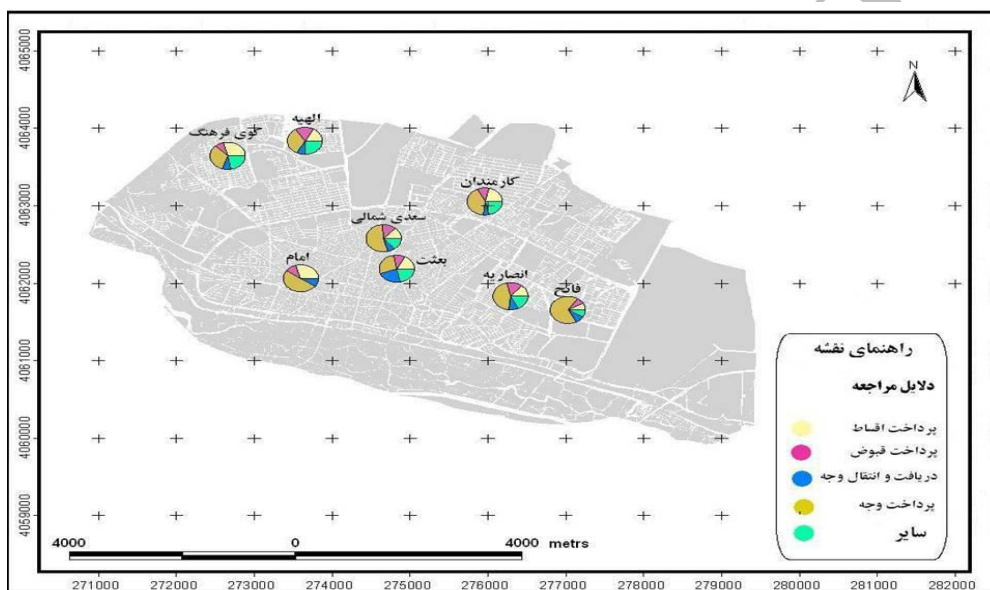 N
الهیه
کوی فرهنگ
کارمندان
سعدی شمالی
بعثت
امام
انصاریه
فاتح
راهنمای نقشه
دلایل مراجعه
پرداخت اقساط
پرداخت قبوض
دریافت و انتقال وجه
پرداخت وجه
سایر
4065000
4064000
4063000
4062000
4061000
4060000
4059000
4000 0 4000 metrs
271000 272000 273000 274000 275000 276000 277000 278000 279000 280000 281000 282000